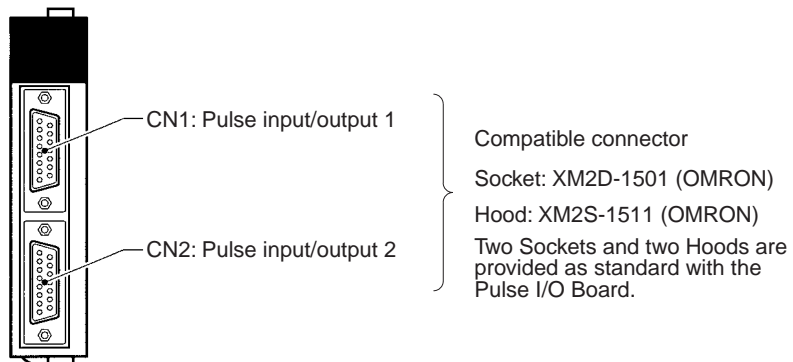 CN1: Pulse input/output 1
CN2: Pulse input/output 2
Compatible connector
Socket: XM2D-1501 (OMRON)
Hood: XM2S-1511 (OMRON)
Two Sockets and two Hoods are
provided as standard with the
Pulse I/O Board.